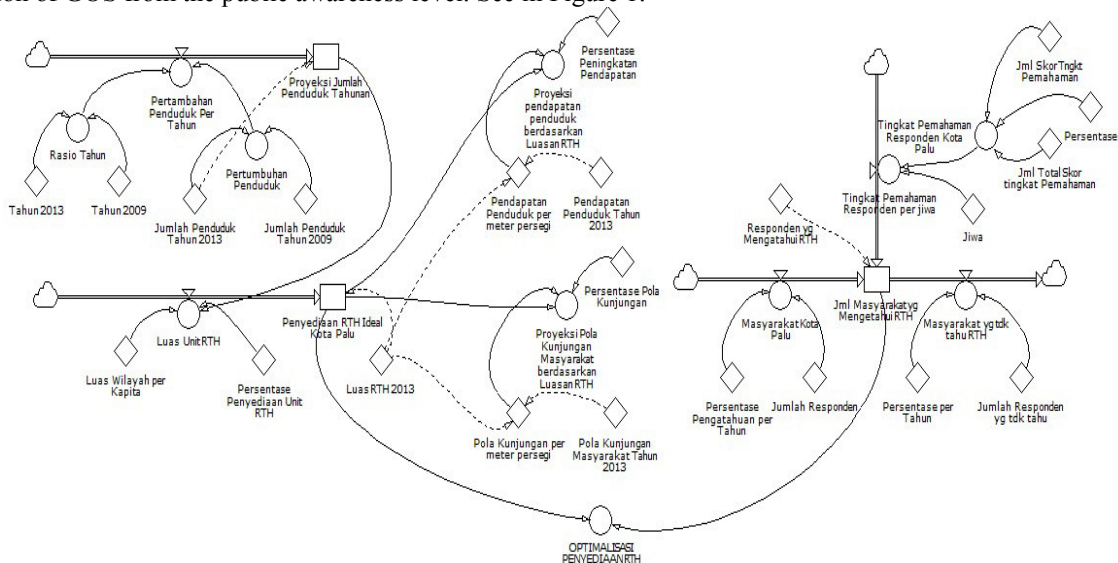 ion of GOS from the public awareness level. See in Figure 1.
Proyeksi Jumlah
Penduduk Tahunan
Pertambahan
Penduduk Per
Tahun
Rasio Tahun
Pertumbuhan
Penduduk
Tahun 2013
Tahun 2009
Jumlah Penduduk
Tahun 2013
Jumlah Penduduk
Tahun 2009
Persentase
Peningkatan
Pendapatan
Proyeksi
pendapatan
penduduk
berdasarkan
Luasan RTH
Pendapatan
Penduduk per
meter persegi
Pendapatan
Penduduk Tahun
2013
Jml Skor Tngkt
Pemahaman
Tingkat Pemahaman
Responden Kota
Palu
Persentase
Jml Total Skor
tingkat Pemahaman
Tingkat Pemahaman
Responden per jiwa
Jiwa
Responden yg
Mengatahui RTH
Penyediaan RTH Ideal
Kota Palu
Luas Unit RTH
Luas Wilayah per
Kapita
Persentase
Penyediaan Unit
RTH
Luas RTH 2013
Persentase Pola
Kunjungan
Proyeksi Pola
Kunjungan
Masyarakat
berdasarkan
Luasan RTH
Pola Kunjungan per
meter persegi
Pola Kunjungan
Masyarakat Tahun
2013
Jml Masyarakat yg
Mengetahui RTH
Masyarakat Kota
Palu
Masyarakat yg tdk
tahu RTH
Persentase
Pengatahuan per
Tahun
Jumlah Responden
Persentase per
Tahun
Jumlah Responden
yg tdk tahu
OPTIMALISASI
PENYEDIAAN RTH